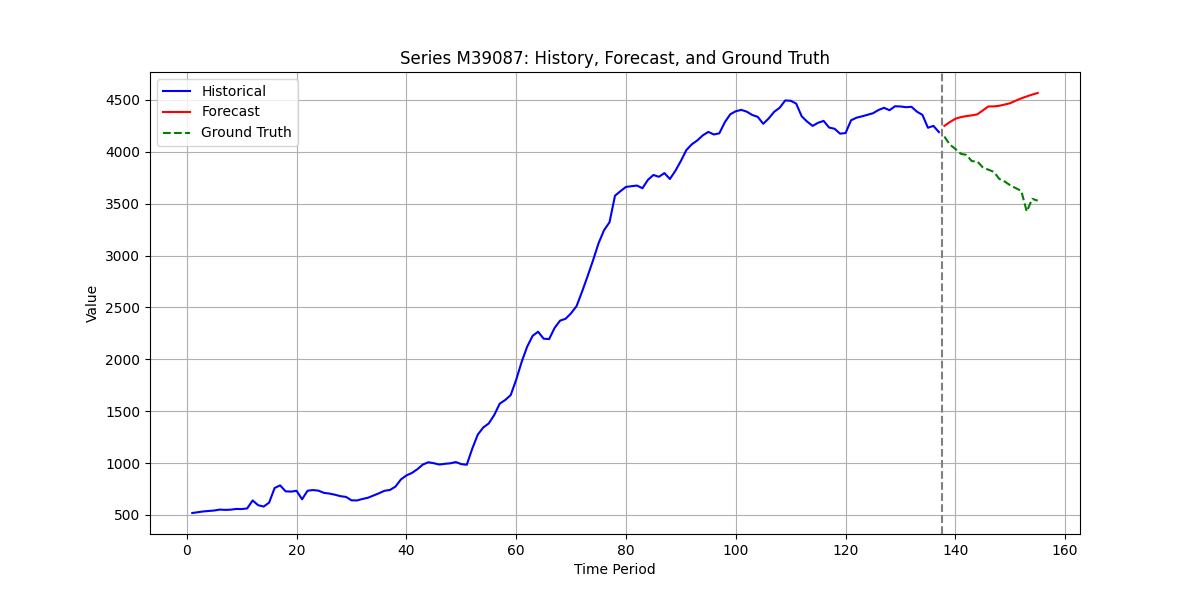 Series M39087: History, Forecast, and Ground Truth
Historical
Forecast
Ground Truth
4500
4000
3500
3000
2500
2000
1500
1000
500
Value
0 20 40 60 80 100 120 140 160
Time Period